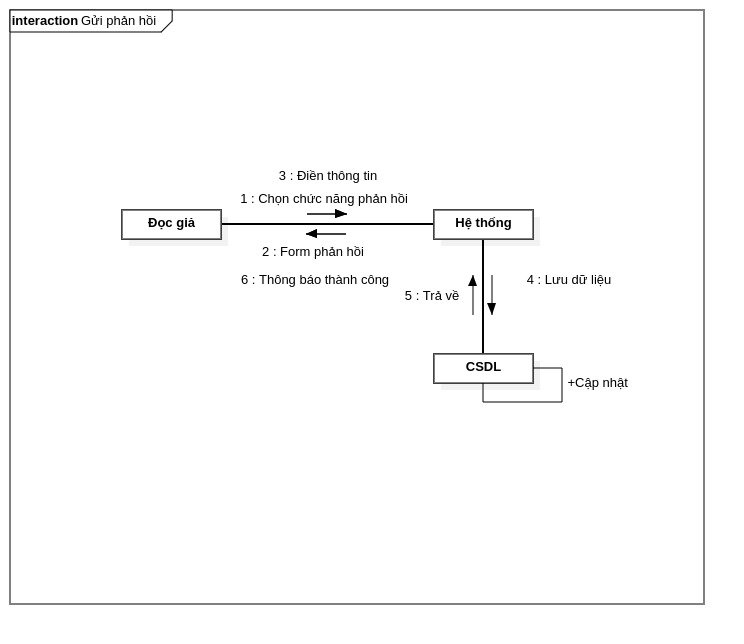 interaction Gửi phản hồi
3 : Điền thông tin
1 : Chọn chức năng phản hồi
Đọc giả
Hệ thống
2 : Form phản hồi
6 : Thông báo thành công
4 : Lưu dữ liệu
5 : Trả về
CSDL
+Cập nhật